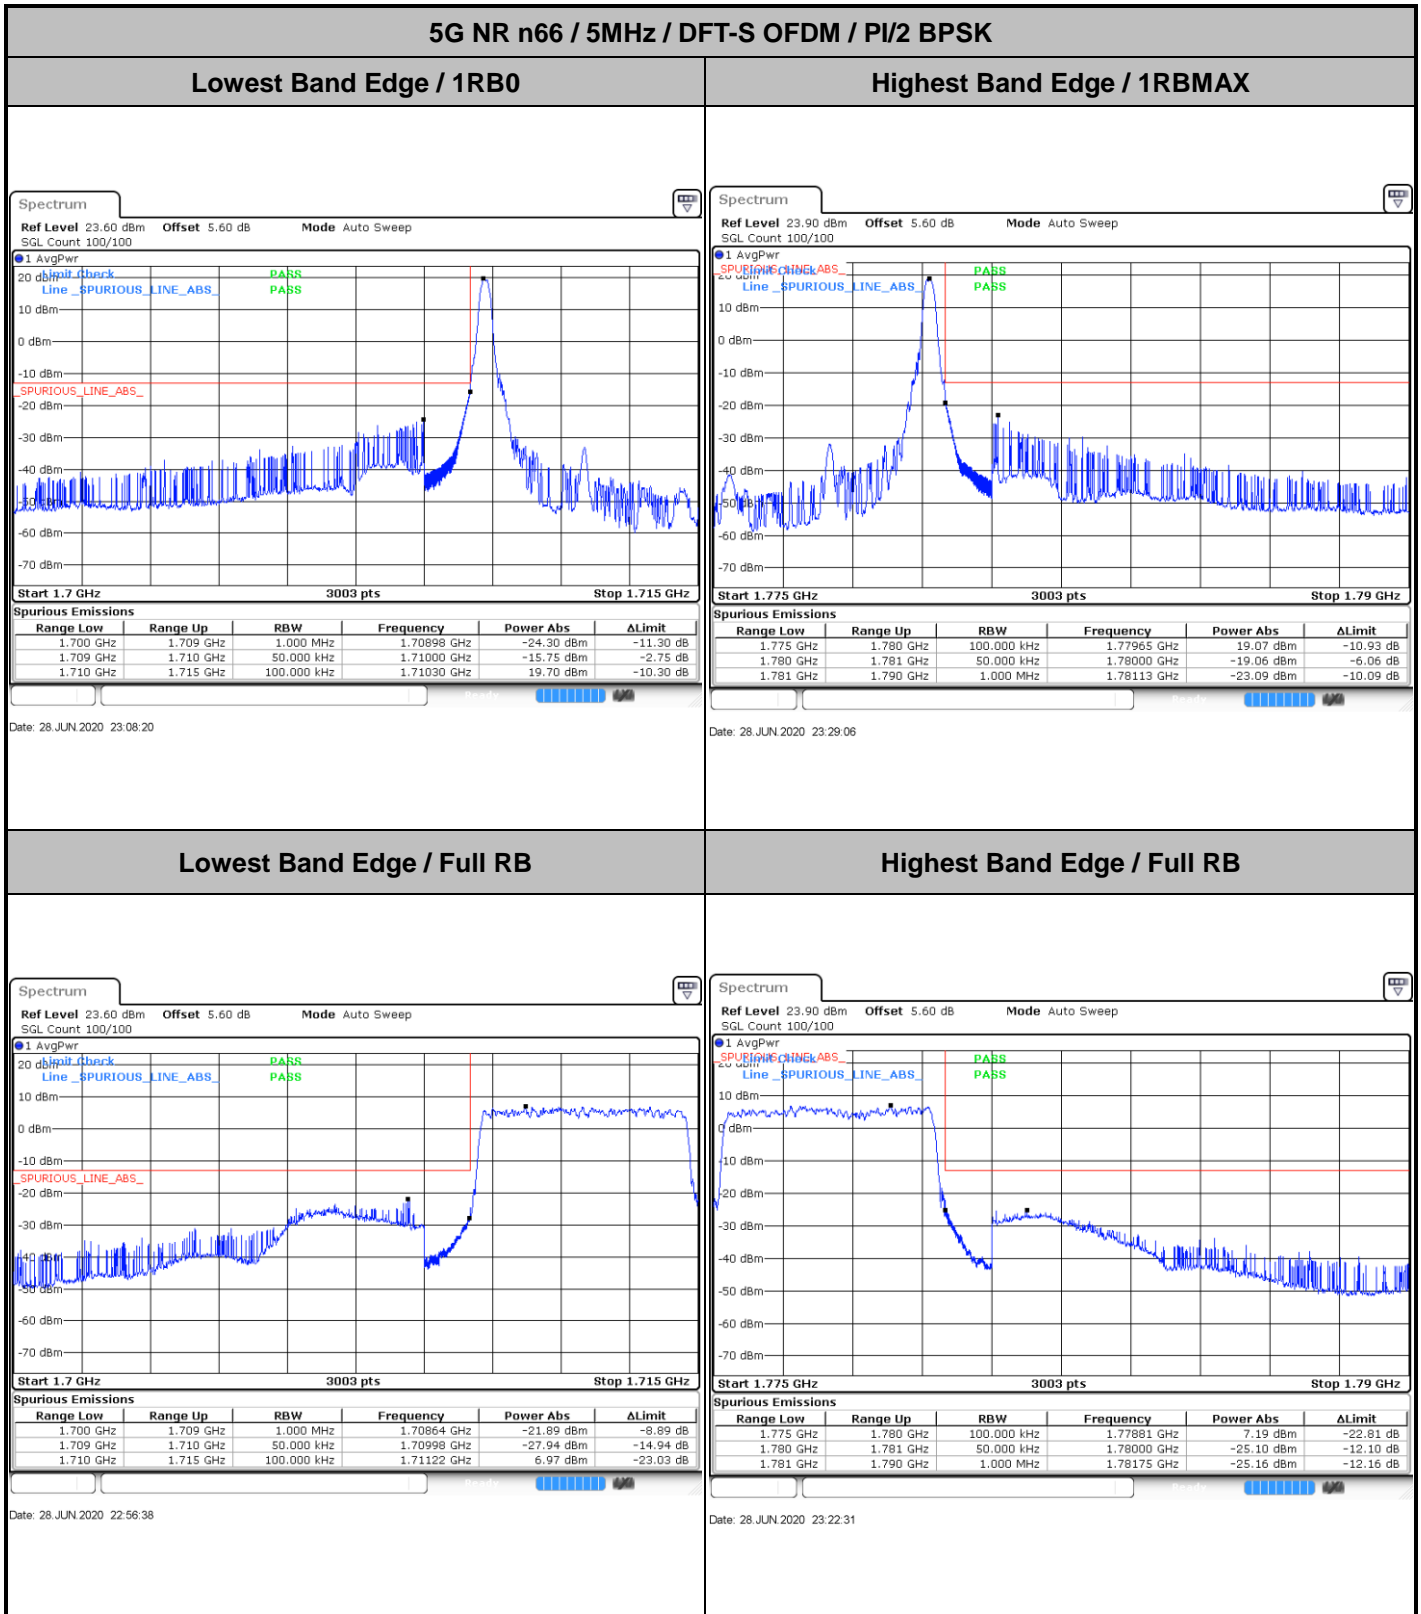 5G NR n66 / 5MHz / DFT-S OFDM / PI/2 BPSK
Lowest Band Edge / 1RB0
Highest Band Edge / 1RBMAX
Spectrum
Ref Level 23.60 dBm Offset 5.60 dB Mode Auto Sweep
SGL Count 100/100
1 AvgPwr
Limit Check PASS
Line _SPURIOUS_LINE_ABS_ PASS
20 dBm
10 dBm
0 dBm
-10 dBm
_SPURIOUS_LINE_ABS_
-20 dBm
-30 dBm
-40 dBm
-50 dBm
-60 dBm
-70 dBm
Start 1.7 GHz 3003 pts Stop 1.715 GHz
Spurious Emissions
Range Low Range Up RBW Frequency Power Abs ΔLimit
1.700 GHz 1.709 GHz 1.000 MHz 1.70898 GHz -24.30 dBm -11.30 dB
1.709 GHz 1.710 GHz 50.000 kHz 1.71000 GHz -15.75 dBm -2.75 dB
1.710 GHz 1.715 GHz 100.000 kHz 1.71030 GHz 19.70 dBm -10.30 dB
Ready
Date: 28.JUN.2020 23:08:20
Spectrum
Ref Level 23.90 dBm Offset 5.60 dB Mode Auto Sweep
SGL Count 100/100
1 AvgPwr
_SPURIOUS_LINE_ABS_
Limit Check PASS
20 dBm
Line _SPURIOUS_LINE_ABS_ PASS
10 dBm
0 dBm
-10 dBm
-20 dBm
-30 dBm
-40 dBm
-50 dBm
-60 dBm
-70 dBm
Start 1.775 GHz 3003 pts Stop 1.79 GHz
Spurious Emissions
Range Low Range Up RBW Frequency Power Abs ΔLimit
1.775 GHz 1.780 GHz 100.000 kHz 1.77965 GHz 19.07 dBm -10.93 dB
1.780 GHz 1.781 GHz 50.000 kHz 1.78000 GHz -19.06 dBm -6.06 dB
1.781 GHz 1.790 GHz 1.000 MHz 1.78113 GHz -23.09 dBm -10.09 dB
Ready
Date: 28.JUN.2020 23:29:06
Lowest Band Edge / Full RB
Highest Band Edge / Full RB
Spectrum
Ref Level 23.60 dBm Offset 5.60 dB Mode Auto Sweep
SGL Count 100/100
1 AvgPwr
Limit Check PASS
20 dBm
Line _SPURIOUS_LINE_ABS_ PASS
10 dBm
0 dBm
-10 dBm
_SPURIOUS_LINE_ABS_
-20 dBm
-30 dBm
-40 dBm
-50 dBm
-60 dBm
-70 dBm
Start 1.7 GHz 3003 pts Stop 1.715 GHz
Spurious Emissions
Range Low Range Up RBW Frequency Power Abs ΔLimit
1.700 GHz 1.709 GHz 1.000 MHz 1.70864 GHz -21.89 dBm -8.89 dB
1.709 GHz 1.710 GHz 50.000 kHz 1.70998 GHz -27.94 dBm -14.94 dB
1.710 GHz 1.715 GHz 100.000 kHz 1.71122 GHz 6.97 dBm -23.03 dB
Ready
Date: 28.JUN.2020 22:56:38
Spectrum
Ref Level 23.90 dBm Offset 5.60 dB Mode Auto Sweep
SGL Count 100/100
1 AvgPwr
_SPURIOUS_LINE_ABS_
Limit Check PASS
20 dBm
Line _SPURIOUS_LINE_ABS_ PASS
10 dBm
0 dBm
-10 dBm
-20 dBm
-30 dBm
-40 dBm
-50 dBm
-60 dBm
-70 dBm
Start 1.775 GHz 3003 pts Stop 1.79 GHz
Spurious Emissions
Range Low Range Up RBW Frequency Power Abs ΔLimit
1.775 GHz 1.780 GHz 100.000 kHz 1.77881 GHz 7.19 dBm -22.81 dB
1.780 GHz 1.781 GHz 50.000 kHz 1.78000 GHz -25.10 dBm -12.10 dB
1.781 GHz 1.790 GHz 1.000 MHz 1.78175 GHz -25.16 dBm -12.16 dB
Ready
Date: 28.JUN.2020 23:22:31